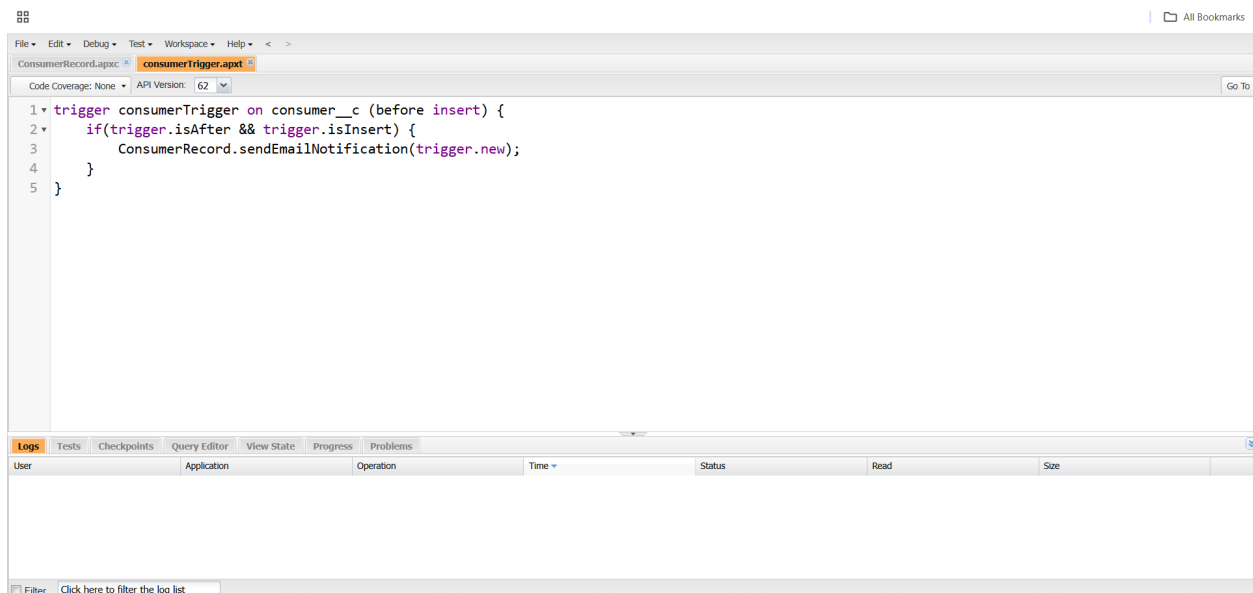 All Bookmarks
File Edit Debug Test Workspace Help < >
ConsumerRecord.apxc consumerTrigger.apxt
Code Coverage: None API Version: 62 Go To
1 trigger consumerTrigger on consumer__c (before insert) {
2 if(trigger.isAfter && trigger.isInsert) {
3 ConsumerRecord.sendEmailNotification(trigger.new);
4 }
5 }
Logs Tests Checkpoints Query Editor View State Progress Problems
User Application Operation Time Status Read Size
Filter Click here to filter the log list